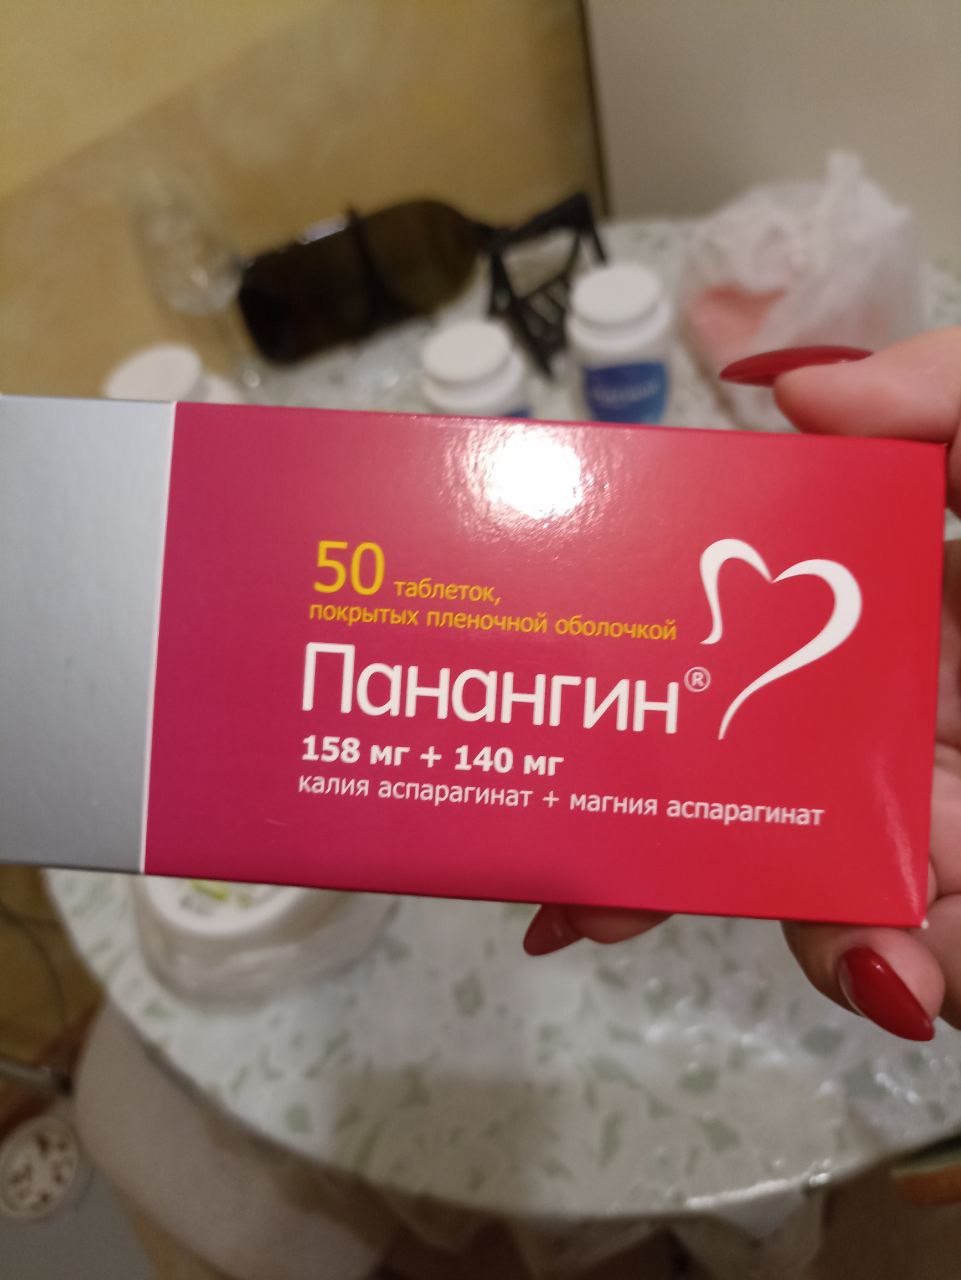 50 таблеток,
покрытых пленочной оболочкой
Панангин®
158 мг + 140 мг
калия аспарагинат + магния аспарагинат